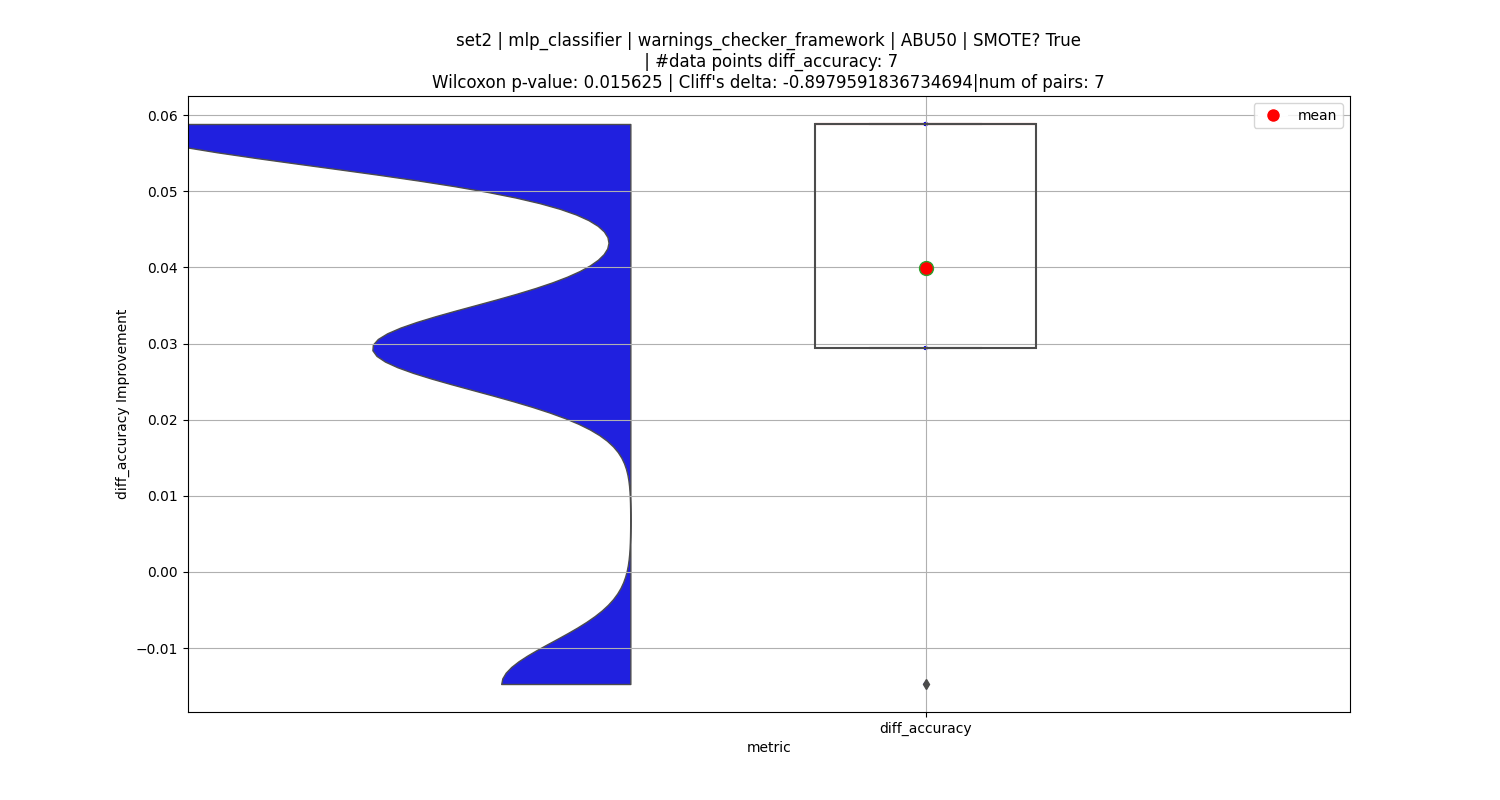 set2 | mlp_classifier | warnings_checker_framework | ABU50 | SMOTE? True
| #data points diff_accuracy: 7
Wilcoxon p-value: 0.015625 | Cliff's delta: -0.8979591836734694|num of pairs: 7
mean
0.06
0.05
0.04
0.03
0.02
0.01
0.00
−0.01
diff_accuracy Improvement
diff_accuracy
metric